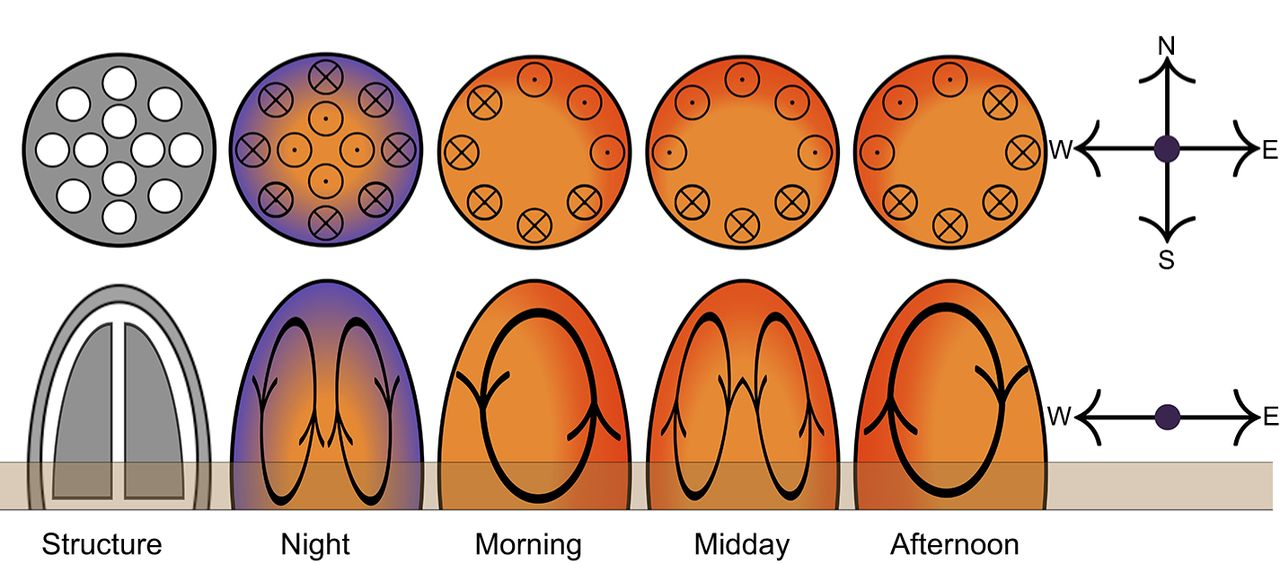 N
W E
S
W E
Structure Night Morning Midday Afternoon